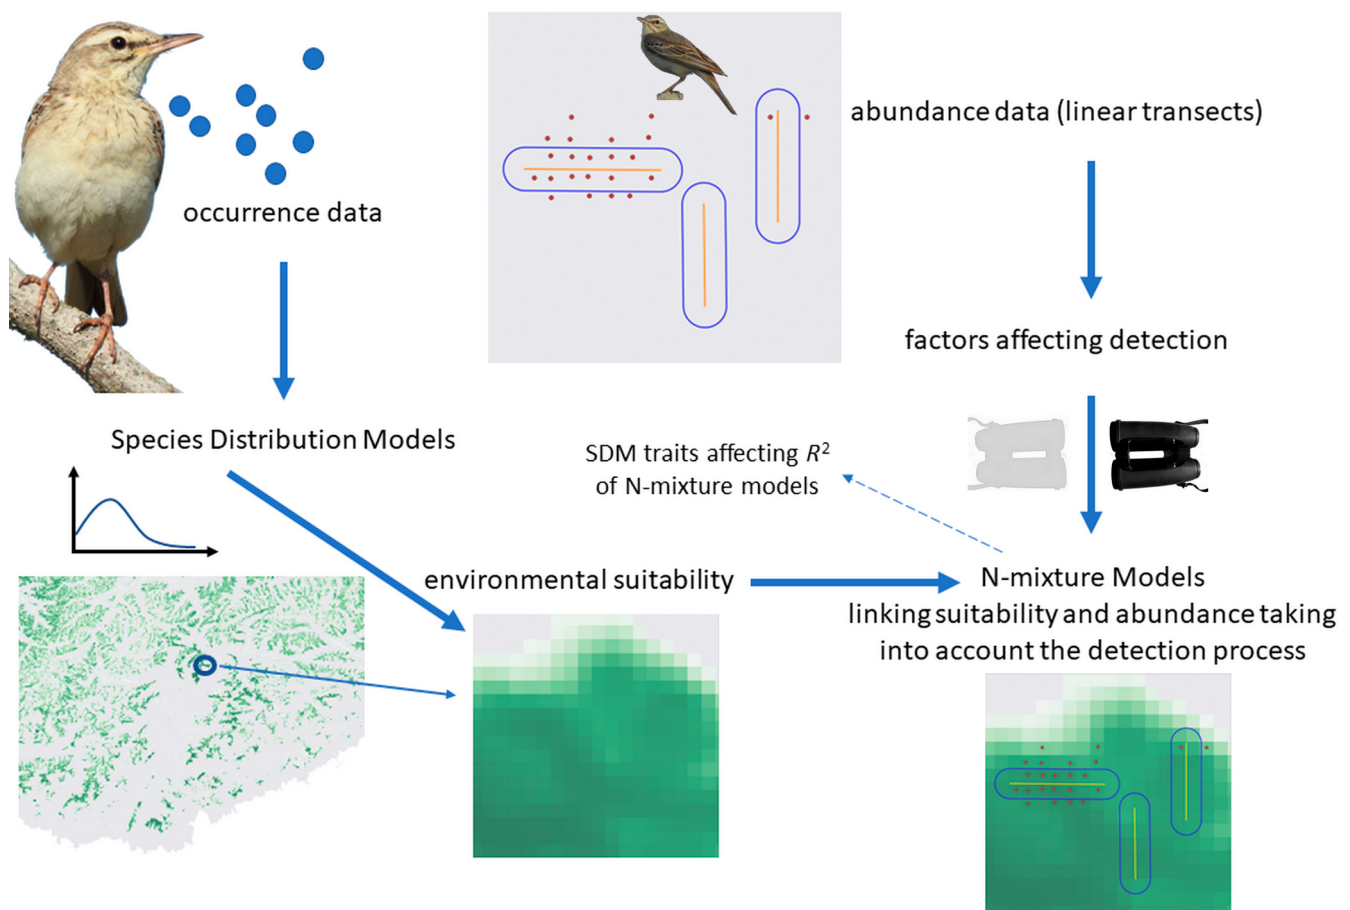 abundance data (linear transects)
occurrence data
factors affecting detection
Species Distribution Models
SDM traits affecting R²
of N-mixture models
environmental suitability
N-mixture Models
linking suitability and abundance taking
into account the detection process